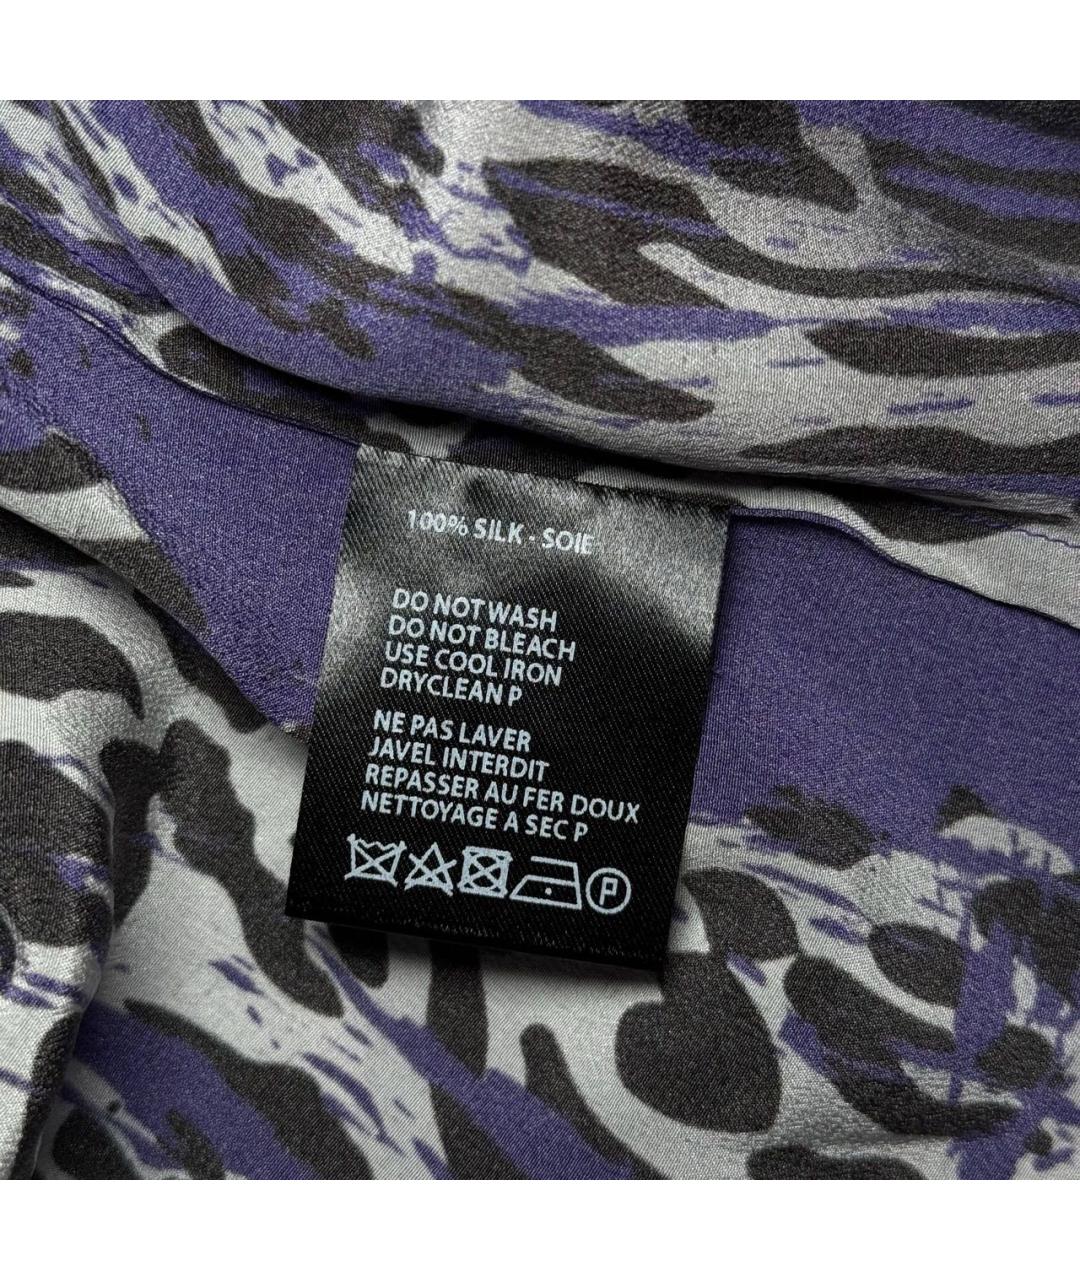 100% SILK - SOIE
DO NOT WASH
DO NOT BLEACH
USE COOL IRON
DRYCLEAN P
NE PAS LAVER
JAVEL INTERDIT
REPASSER AU FER DOUX
NETTOYAGE A SEC P
P